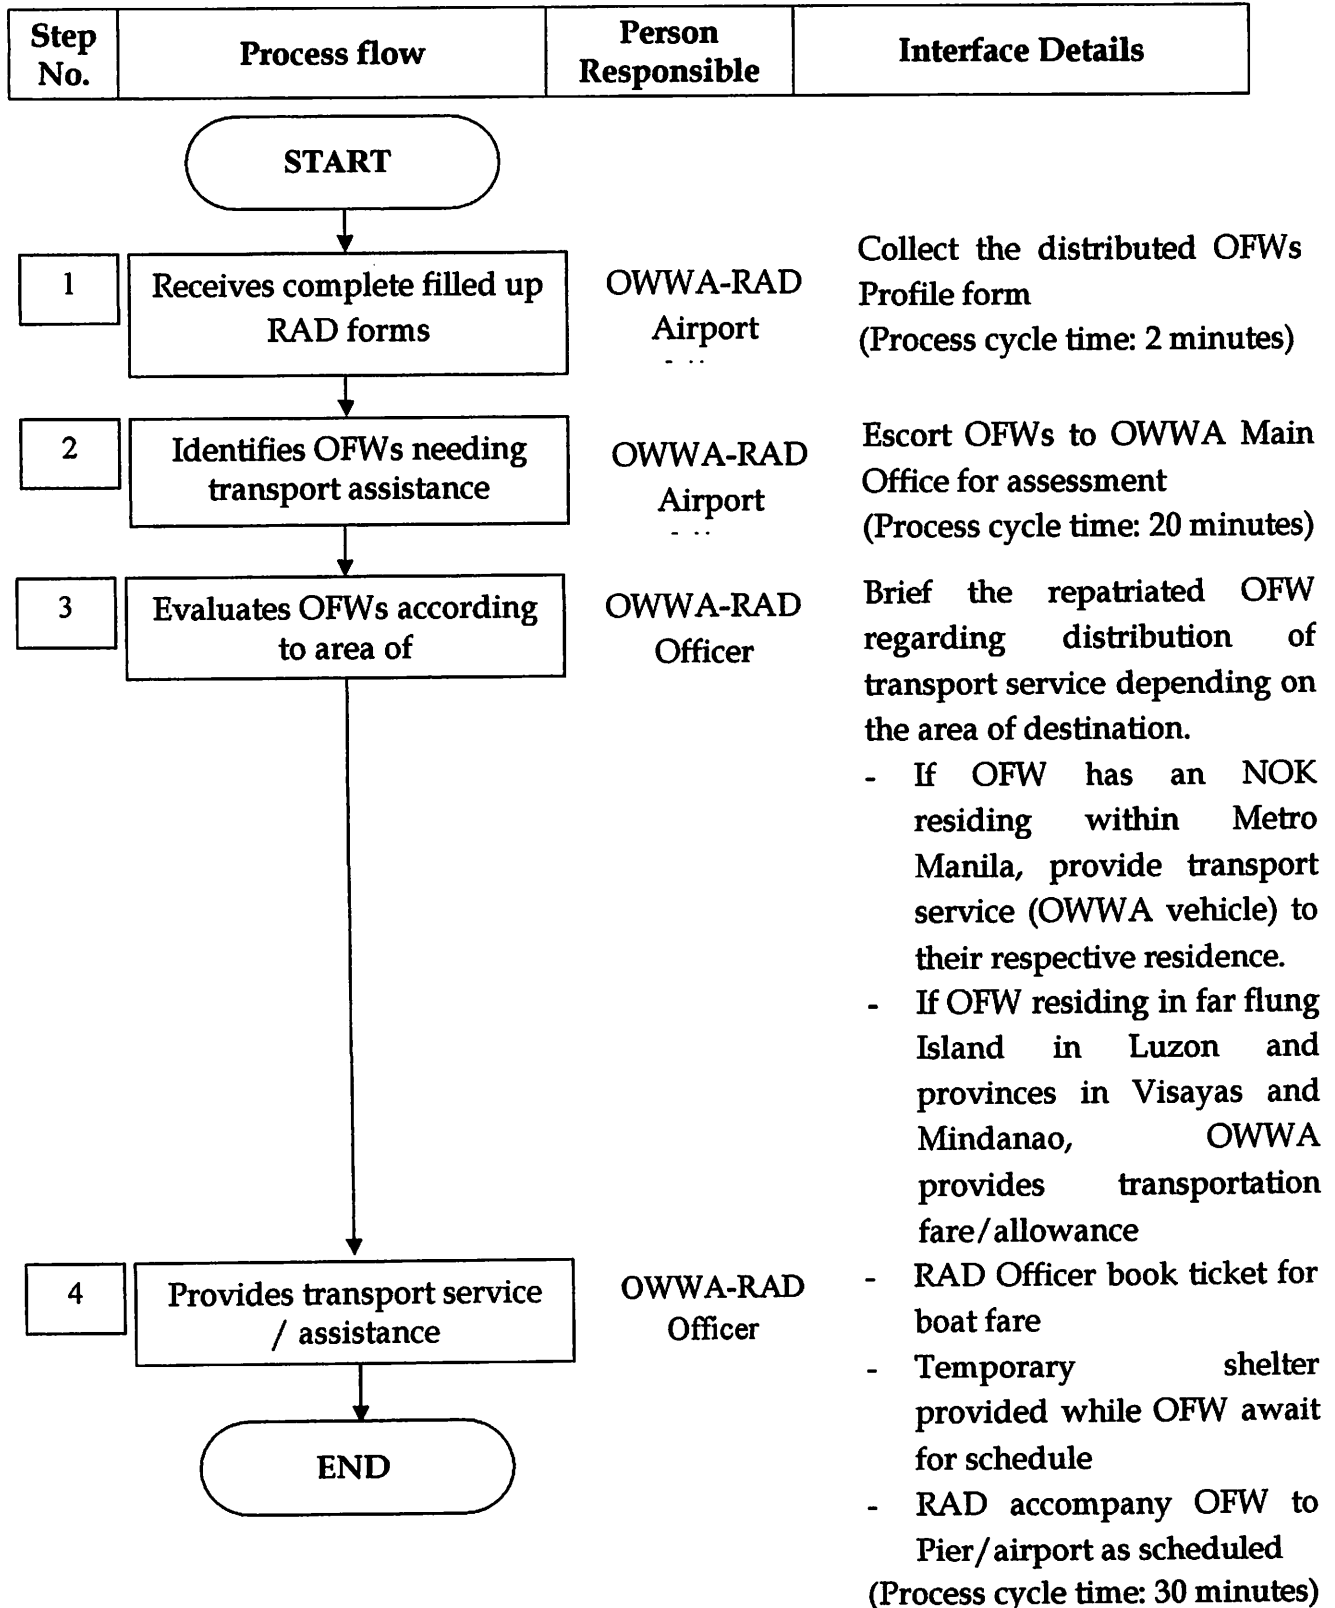 Step No.
Process flow
Person Responsible
Interface Details
START
1
Receives complete filled up
RAD forms
OWWA-RAD
Airport
Collect the distributed OFWs
Profile form
(Process cycle time: 2 minutes)
2
Identifies OFWs needing
transport assistance
OWWA-RAD
Airport
Escort OFWs to OWWA Main
Office for assessment
(Process cycle time: 20 minutes)
3
Evaluates OFWs according
to area of
OWWA-RAD
Officer
Brief the repatriated OFW
regarding distribution of
transport service depending on
the area of destination.
- If OFW has an NOK
residing within Metro
Manila, provide transport
service (OWWA vehicle) to
their respective residence.
- If OFW residing in far flung
Island in Luzon and
provinces in Visayas and
Mindanao, OWWA
provides transportation
fare/allowance
4
Provides transport service
/ assistance
OWWA-RAD
Officer
- RAD Officer book ticket for
boat fare
- Temporary shelter
provided while OFW await
for schedule
- RAD accompany OFW to
Pier/airport as scheduled
(Process cycle time: 30 minutes)
END